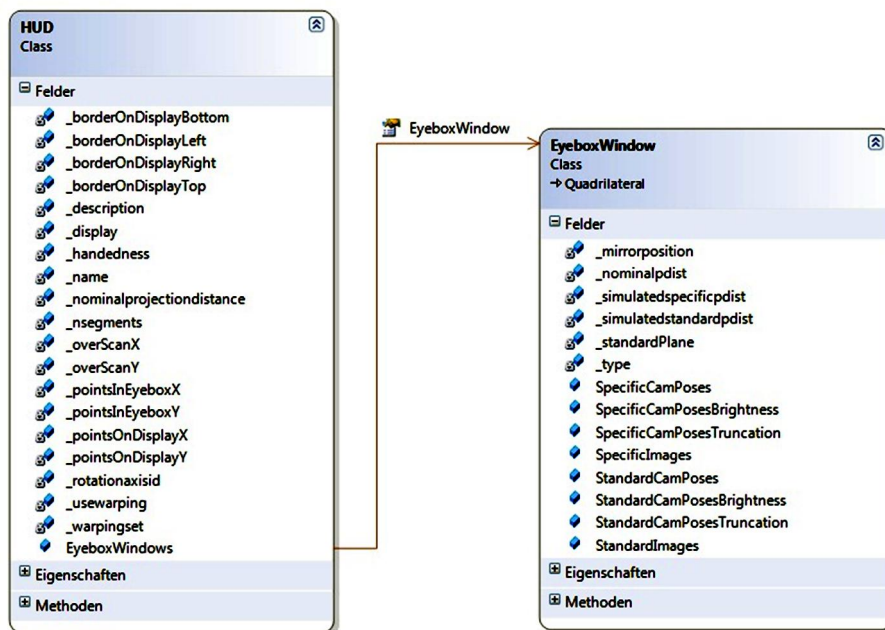 HUD
Class
Felder
_borderOnDisplayBottom
_borderOnDisplayLeft
_borderOnDisplayRight
_borderOnDisplayTop
_description
_display
_handedness
_name
_nominalprojectiondistance
_nsegments
_overScanX
_overScanY
_pointsInEyeboxX
_pointsInEyeboxY
_pointsOnDisplayX
_pointsOnDisplayY
_rotationaxisid
_usewarping
_warpingset
EyeboxWindows
Eigenschaften
Methoden
EyeboxWindow
EyeboxWindow
Class
Quadrilateral
Felder
_mirrorposition
_nominalpdist
_simulatedspecificpdist
_simulatedstandardpdist
_standardPlane
_type
SpecificCamPoses
SpecificCamPosesBrightness
SpecificCamPosesTruncation
SpecificImages
StandardCamPoses
StandardCamPosesBrightness
StandardCamPosesTruncation
StandardImages
Eigenschaften
Methoden